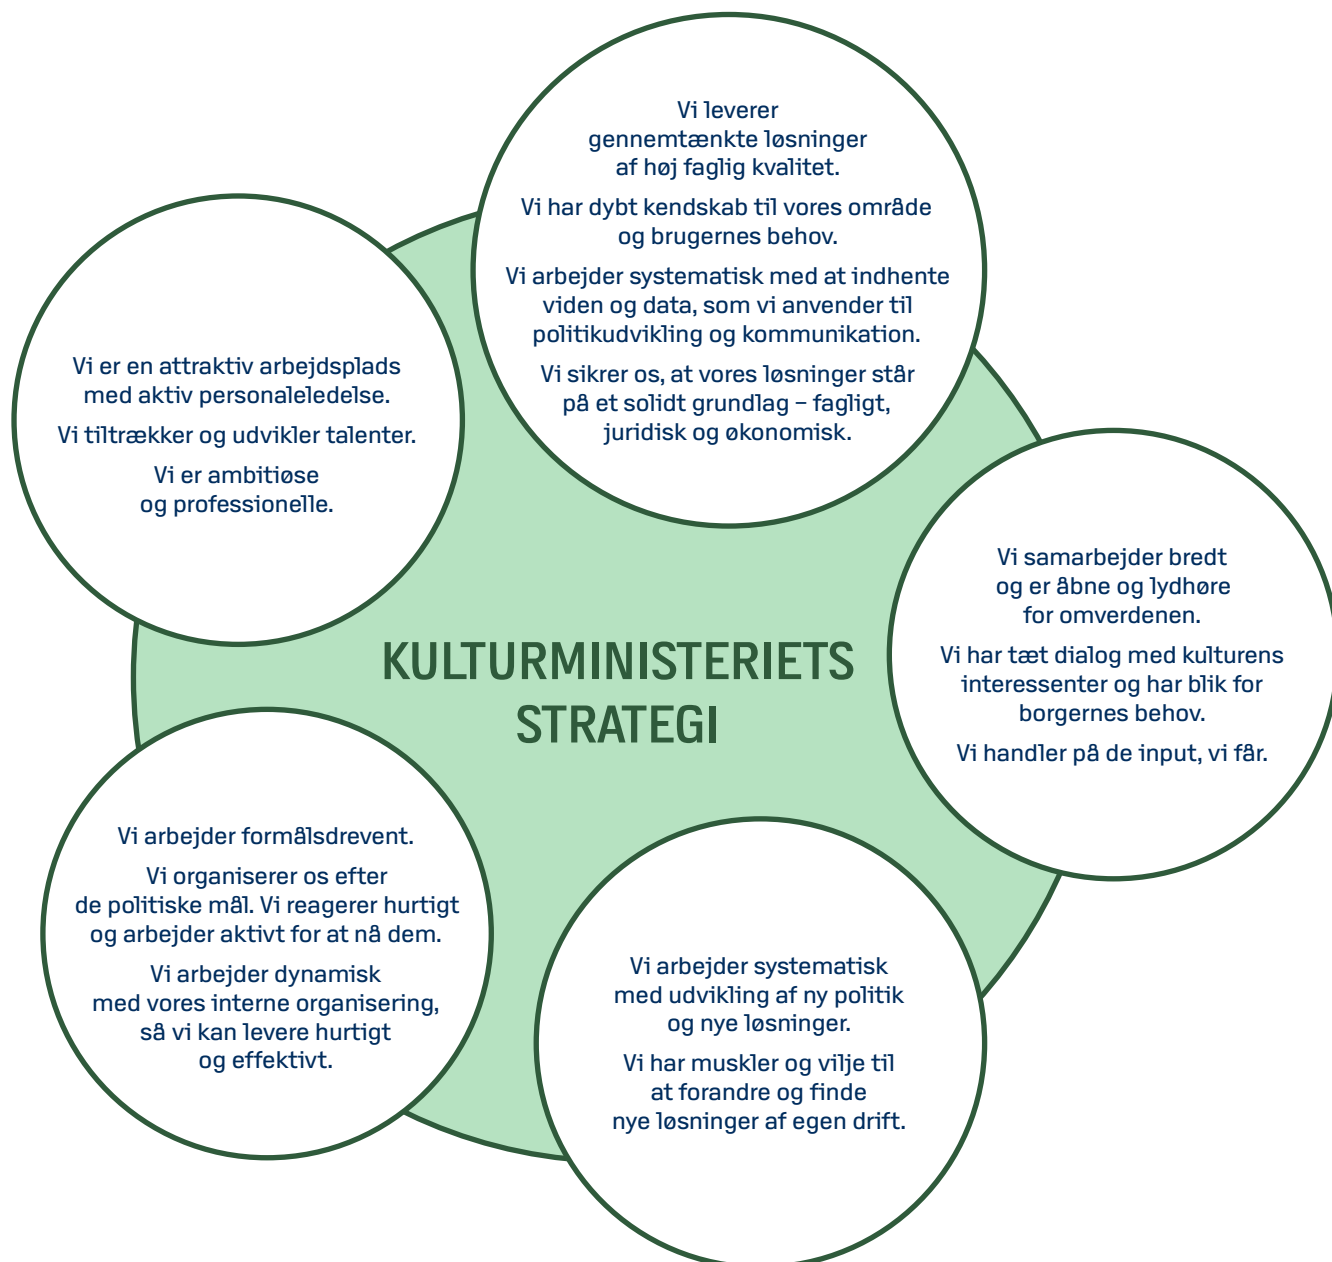 Vi leverer
gennemtænkte løsninger
af høj faglig kvalitet.
Vi har dybt kendskab til vores område
og brugernes behov.
Vi arbejder systematisk med at indhente
viden og data, som vi anvender til
politikudvikling og kommunikation.
Vi sikrer os, at vores løsninger står
på et solidt grundlag – fagligt,
juridisk og økonomisk.
Vi er en attraktiv arbejdsplads
med aktiv personaleledelse.
Vi tiltrækker og udvikler talenter.
Vi er ambitiøse
og professionelle.
Vi samarbejder bredt
og er åbne og lydhøre
for omverdenen.
Vi har tæt dialog med kulturens
interessenter og har blik for
borgernes behov.
Vi handler på de input, vi får.
KULTURMINISTERIETS
STRATEGI
Vi arbejder formålsdrevent.
Vi organiserer os efter
de politiske mål. Vi reagerer hurtigt
og arbejder aktivt for at nå dem.
Vi arbejder dynamisk
med vores interne organisering,
så vi kan levere hurtigt
og effektivt.
Vi arbejder systematisk
med udvikling af ny politik
og nye løsninger.
Vi har muskler og vilje til
at forandre og finde
nye løsninger af egen drift.